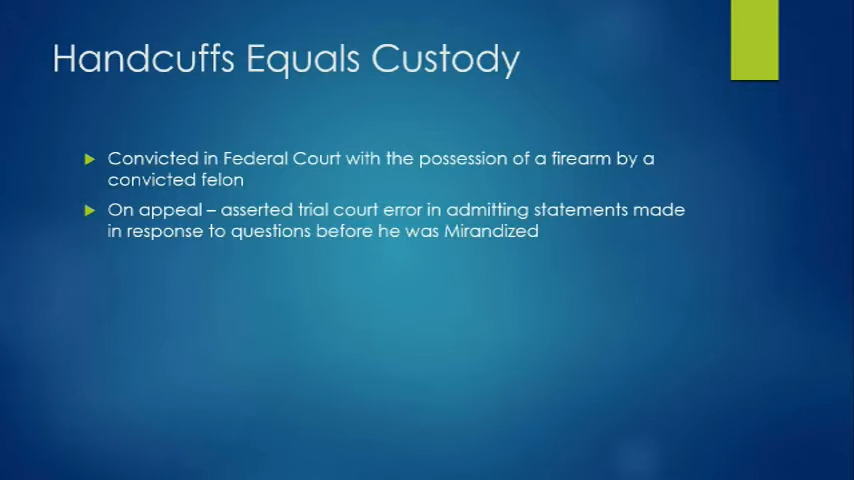 Handcuffs Equals Custody
Convicted in Federal Court with the possession of a firearm by a
convicted felon
On appeal – asserted trial court error in admitting statements made
in response to questions before he was Mirandized